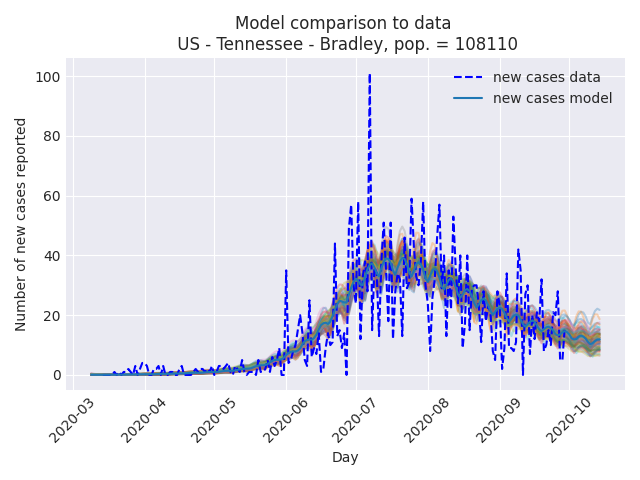 Model comparison to data
US - Tennessee - Bradley, pop. = 108110
new cases data
new cases model
Number of new cases reported
100
80
60
40
20
0
2020-03
2020-04
2020-05
2020-06
2020-07
2020-08
2020-09
2020-10
Day